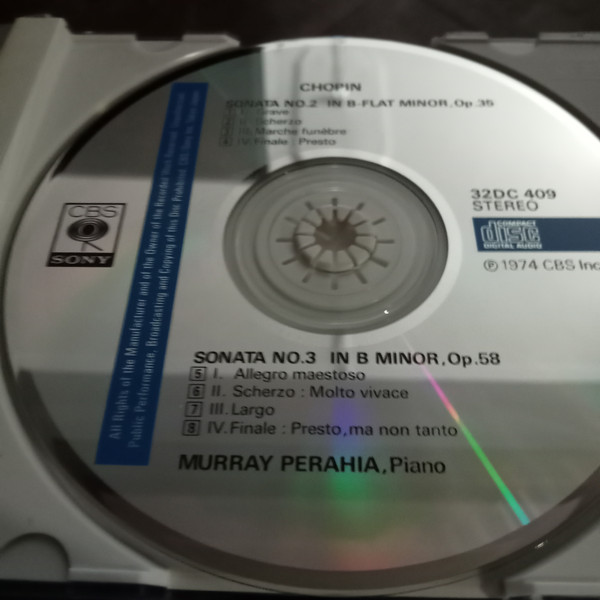 CHOPIN
SONATA NO.2 IN B-FLAT MINOR,Op.35
I. Grave
II. Scherzo
III. Marche funèbre
4 IV. Finale : Presto
32DC 409
STEREO
CBS
SONY
COMPACT
disc
DIGITAL AUDIO
℗ 1974 CBS Inc
All Rights of the Manufacturer and of the Owner of the Recorded Work Reserved. Unauthorized
Public Performance, Broadcasting and Copying of this Disc Prohibited.
SONATA NO.3 IN B MINOR,Op.58
5 I. Allegro maestoso
6 II. Scherzo : Molto vivace
7 III. Largo
8 IV. Finale : Presto,ma non tanto
MURRAY PERAHIA,Piano